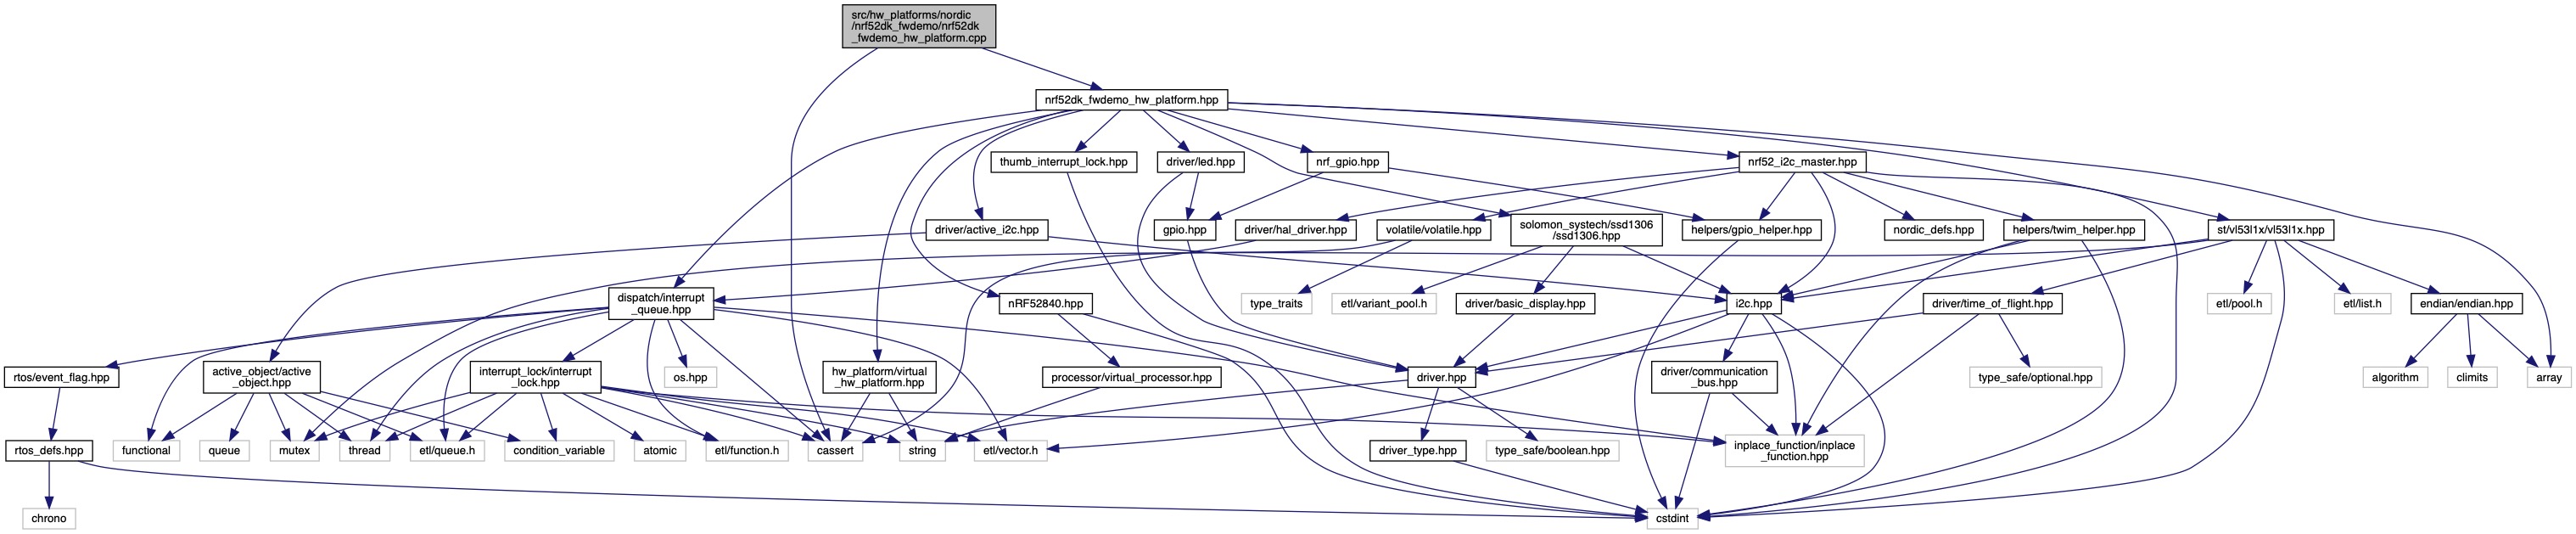 src/hw_platforms/nordic
/nrf52dk_fwdemo/nrf52dk
_fwdemo_hw_platform.cpp
nrf52dk_fwdemo_hw_platform.hpp
thumb_interrupt_lock.hpp
driver/led.hpp
nrf_gpio.hpp
nrf52_i2c_master.hpp
driver/active_i2c.hpp
gpio.hpp
driver/hal_driver.hpp
volatile/volatile.hpp
solomon_systech/ssd1306
/ssd1306.hpp
helpers/gpio_helper.hpp
nordic_defs.hpp
helpers/twim_helper.hpp
st/vl53l1x/vl53l1x.hpp
dispatch/interrupt
_queue.hpp
nRF52840.hpp
type_traits
etl/variant_pool.h
driver/basic_display.hpp
i2c.hpp
driver/time_of_flight.hpp
etl/pool.h
etl/list.h
endian/endian.hpp
rtos/event_flag.hpp
active_object/active
_object.hpp
interrupt_lock/interrupt
_lock.hpp
os.hpp
hw_platform/virtual
_hw_platform.hpp
processor/virtual_processor.hpp
driver.hpp
driver/communication
_bus.hpp
type_safe/optional.hpp
algorithm
climits
array
rtos_defs.hpp
functional
queue
mutex
thread
etl/queue.h
condition_variable
atomic
etl/function.h
cassert
string
etl/vector.h
driver_type.hpp
type_safe/boolean.hpp
inplace_function/inplace
_function.hpp
chrono
cstdint